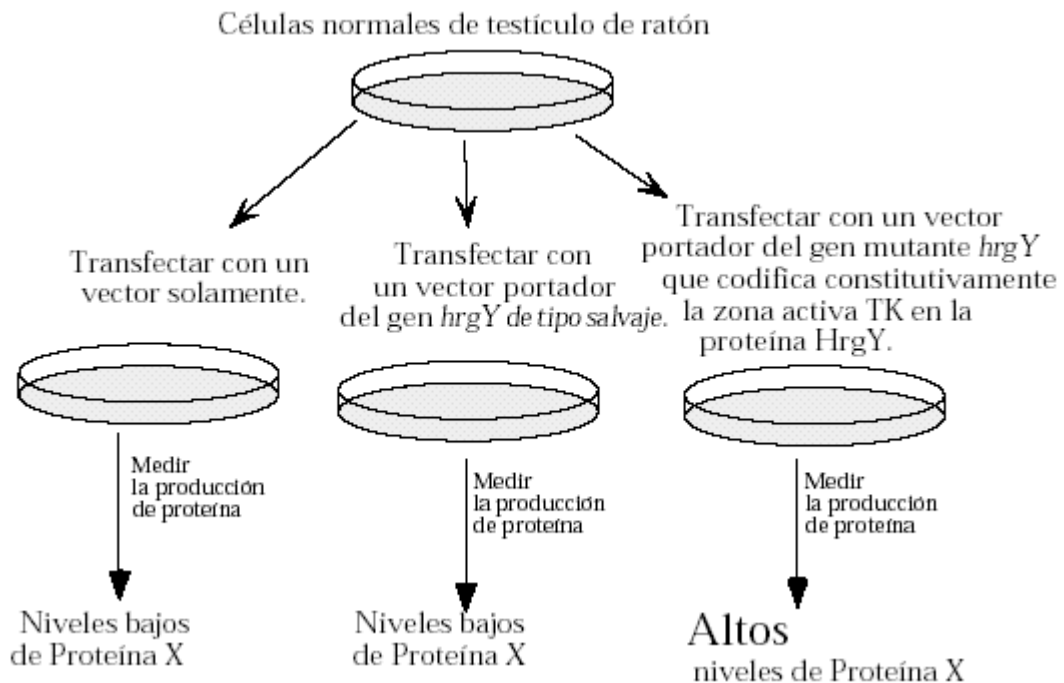 Células normales de testículo de ratón
Transfectar con un
vector solamente.
Transfectar con
un vector portador
del gen hrgY de tipo salvaje.
Transfectar con un vector
portador del gen mutante hrgY
que codifica constitutivamente
la zona activa TK en la
proteína HrgY.
Medir
la producción
de proteína
Medir
la producción
de proteína
Medir
la producción
de proteína
Niveles bajos
de Proteína X
Niveles bajos
de Proteína X
Altos
niveles de Proteína X